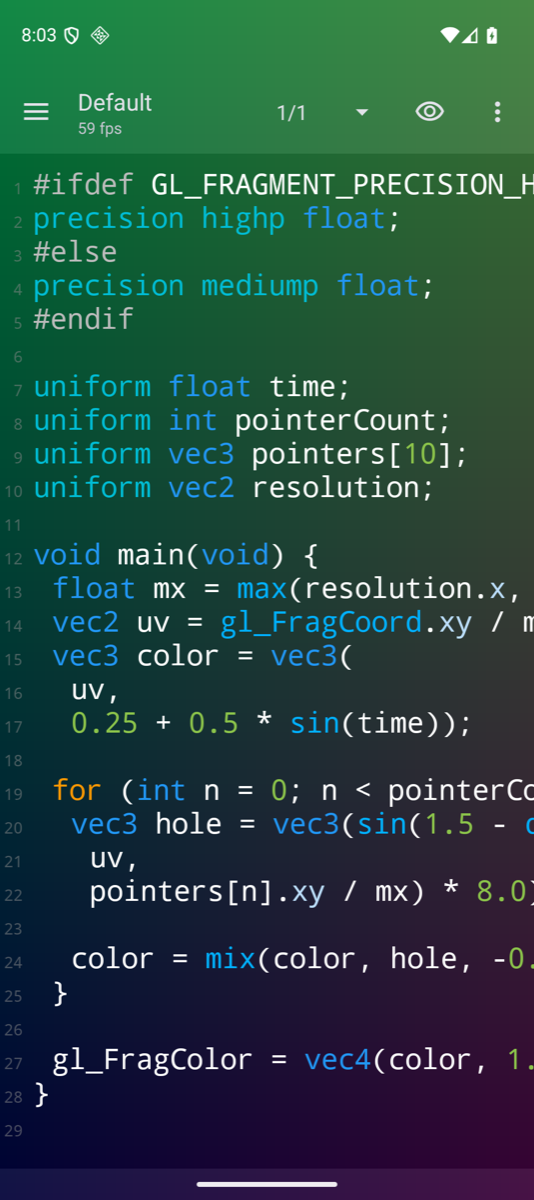 8:03
Default
59 fps
1/1
1 #ifdef GL_FRAGMENT_PRECISION_H
2 precision highp float;
3 #else
4 precision mediump float;
5 #endif
6
7 uniform float time;
8 uniform int pointerCount;
9 uniform vec3 pointers[10];
10 uniform vec2 resolution;
11
12 void main(void) {
13 float mx = max(resolution.x,
14 vec2 uv = gl_FragCoord.xy / m
15 vec3 color = vec3(
16 uv,
17 0.25 + 0.5 * sin(time));
18
19 for (int n = 0; n < pointerCo
20 vec3 hole = vec3(sin(1.5 - d
21 uv,
22 pointers[n].xy / mx) * 8.0)
23
24 color = mix(color, hole, -0.
25 }
26
27 gl_FragColor = vec4(color, 1.
28 }
29